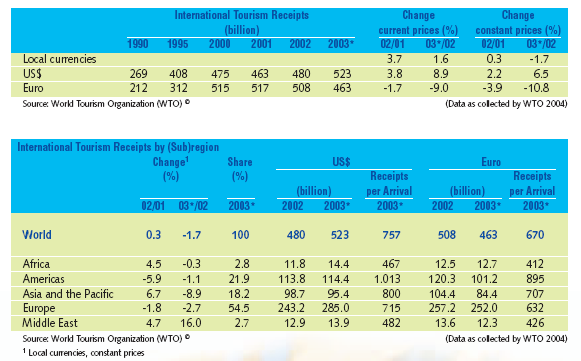 International Tourism Receipts Change Change
(billion) current prices (%) constant prices (%)
1990 1995 2000 2001 2002 2003* 02/01 03*/02 02/01 03*/02
Local currencies 3.7 1.6 0.3 -1.7
US$ 269 408 475 463 480 523 3.8 8.9 2.2 6.5
Euro 212 312 515 517 508 463 -1.7 -9.0 -3.9 -10.8
Source: World Tourism Organization (WTO) © (Data as collected by WTO 2004)
International Tourism Receipts by (Sub)region
Change¹ Share US$ Euro
(%) (%) Receipts Receipts
(billion) per Arrival (billion) per Arrival
02/01 03*/02 2003* 2002 2003* 2003* 2002 2003* 2003*
World 0.3 -1.7 100 480 523 757 508 463 670
Africa 4.5 -0.3 2.8 11.8 14.4 467 12.5 12.7 412
Americas -5.9 -1.1 21.9 113.8 114.4 1.013 120.3 101.2 895
Asia and the Pacific 6.7 -8.9 18.2 98.7 95.4 800 104.4 84.4 707
Europe -1.8 -2.7 54.5 243.2 285.0 715 257.2 252.0 632
Middle East 4.7 16.0 2.7 12.9 13.9 482 13.6 12.3 426
Source: World Tourism Organization (WTO) © (Data as collected by WTO 2004)
¹ Local currencies, constant prices